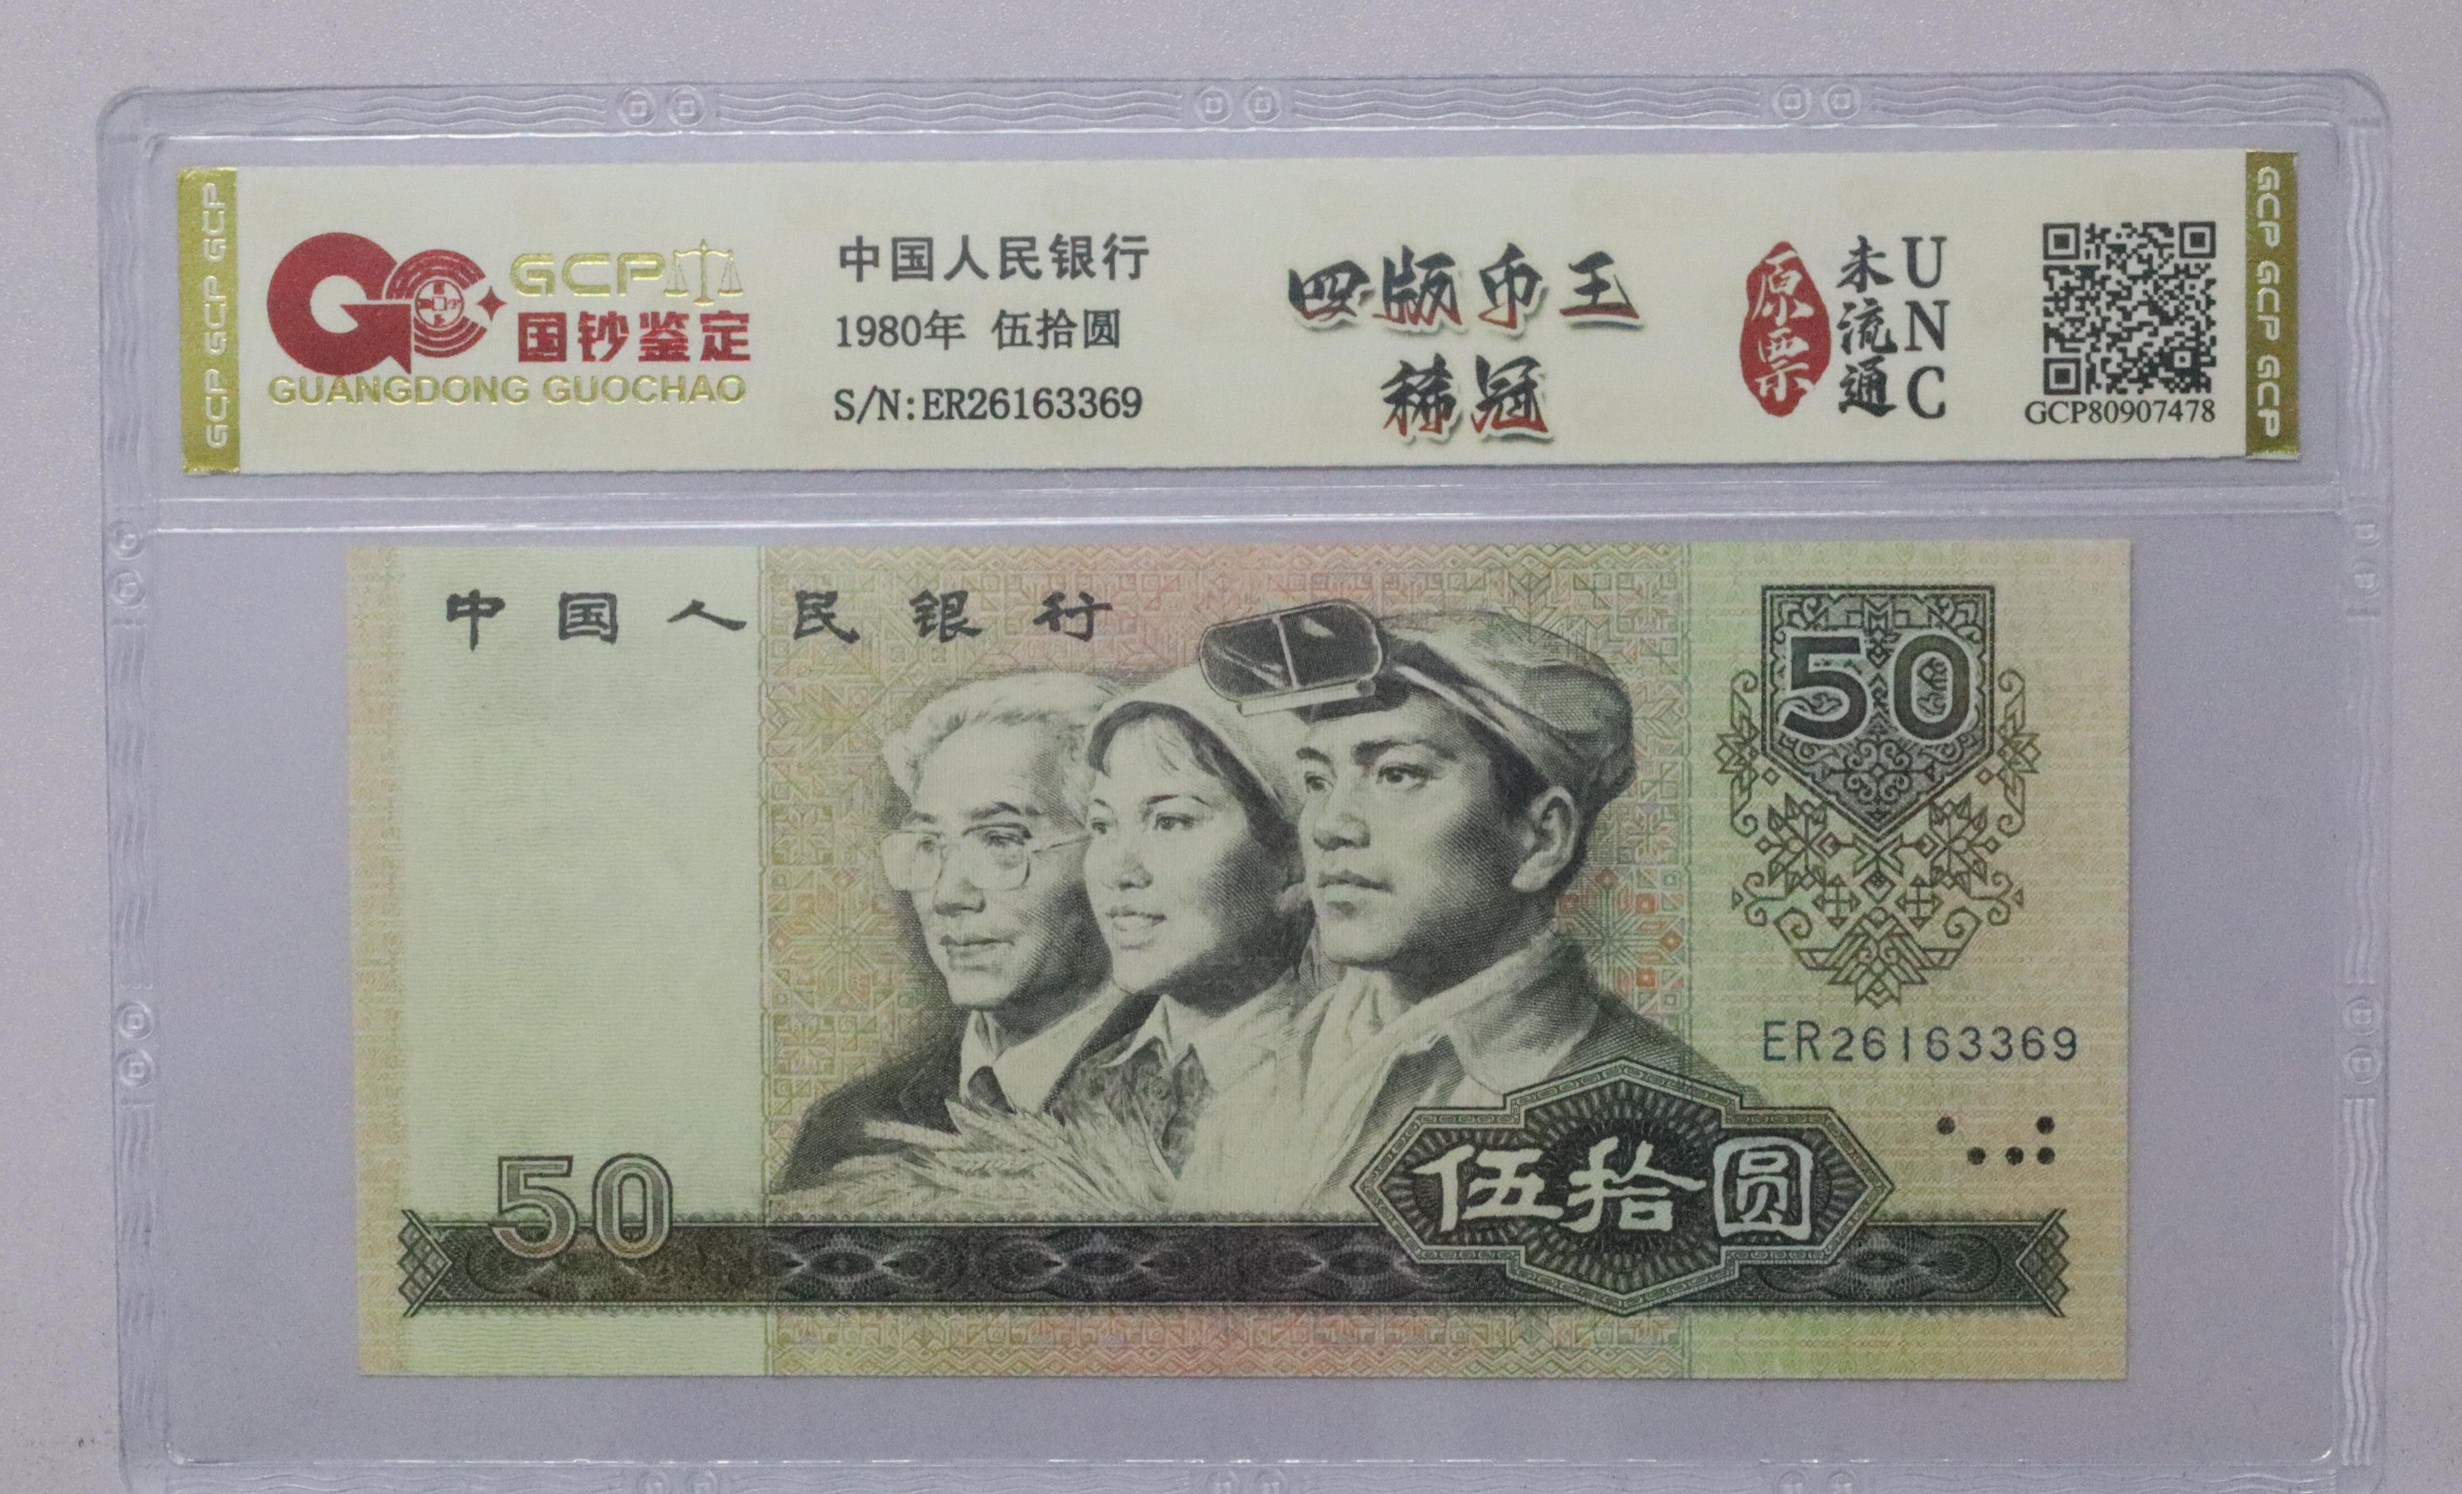 GCP GCP GCP
GCP
国钞鉴定
GUANGDONG GUOCHAO
中国人民银行
1980年 伍拾圆
S/N:ER26163369
四版币王
稀冠
原票
未流通
UNC
GCP80907478
GCP GCP GCP
中国人民银行
50
ER26163369
50
伍拾圆